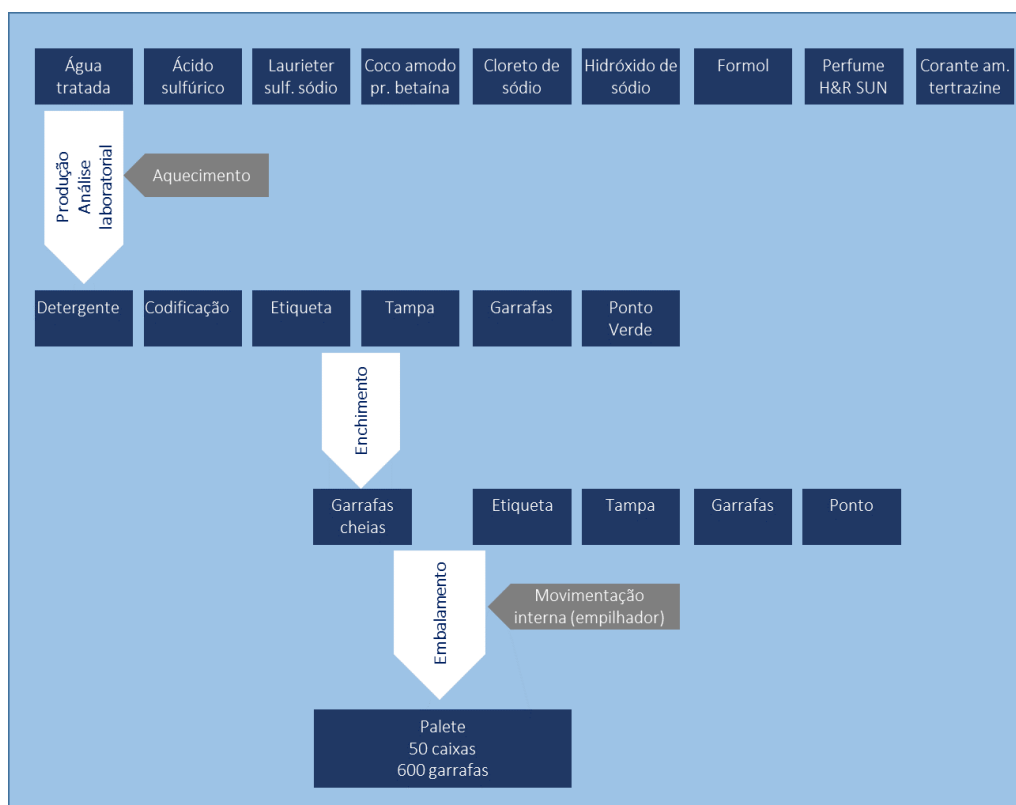 Água
tratada
Ácido
sulfúrico
Laurieter
sulf. sódio
Coco amodo
pr. betaína
Cloreto de
sódio
Hidróxido de
sódio
Formol
Perfume
H&R SUN
Corante am.
tertrazine
Produção
Análise
laboratorial
Aquecimento
Detergente
Codificação
Etiqueta
Tampa
Garrafas
Ponto
Verde
Enchimento
Garrafas
cheias
Etiqueta
Tampa
Garrafas
Ponto
Embalamento
Movimentação
interna (empilhador)
Palete
50 caixas
600 garrafas